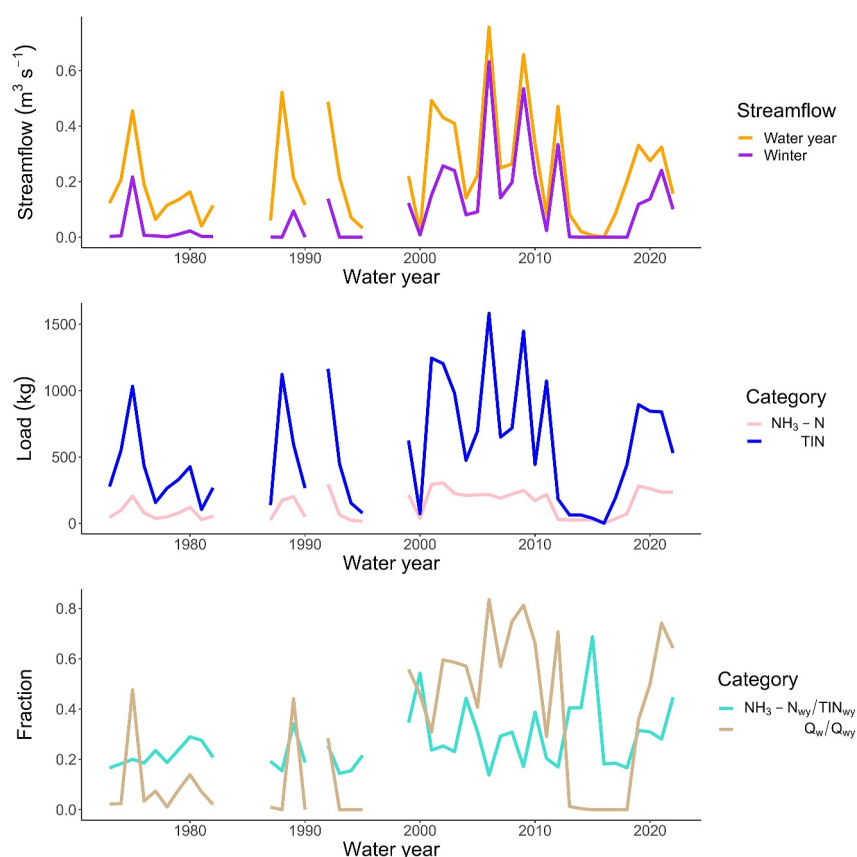 Streamflow (m³ s⁻¹)
0.6
0.4
0.2
0.0
1980
1990
2000
2010
2020
Water year
Streamflow
Water year
Winter
Load (kg)
1500
1000
500
0
1980
1990
2000
2010
2020
Water year
Category
NH₃ − N
TIN
Fraction
0.8
0.6
0.4
0.2
0.0
1980
1990
2000
2010
2020
Water year
Category
NH₃ − N_wy/TIN_wy
Q_w/Q_wy